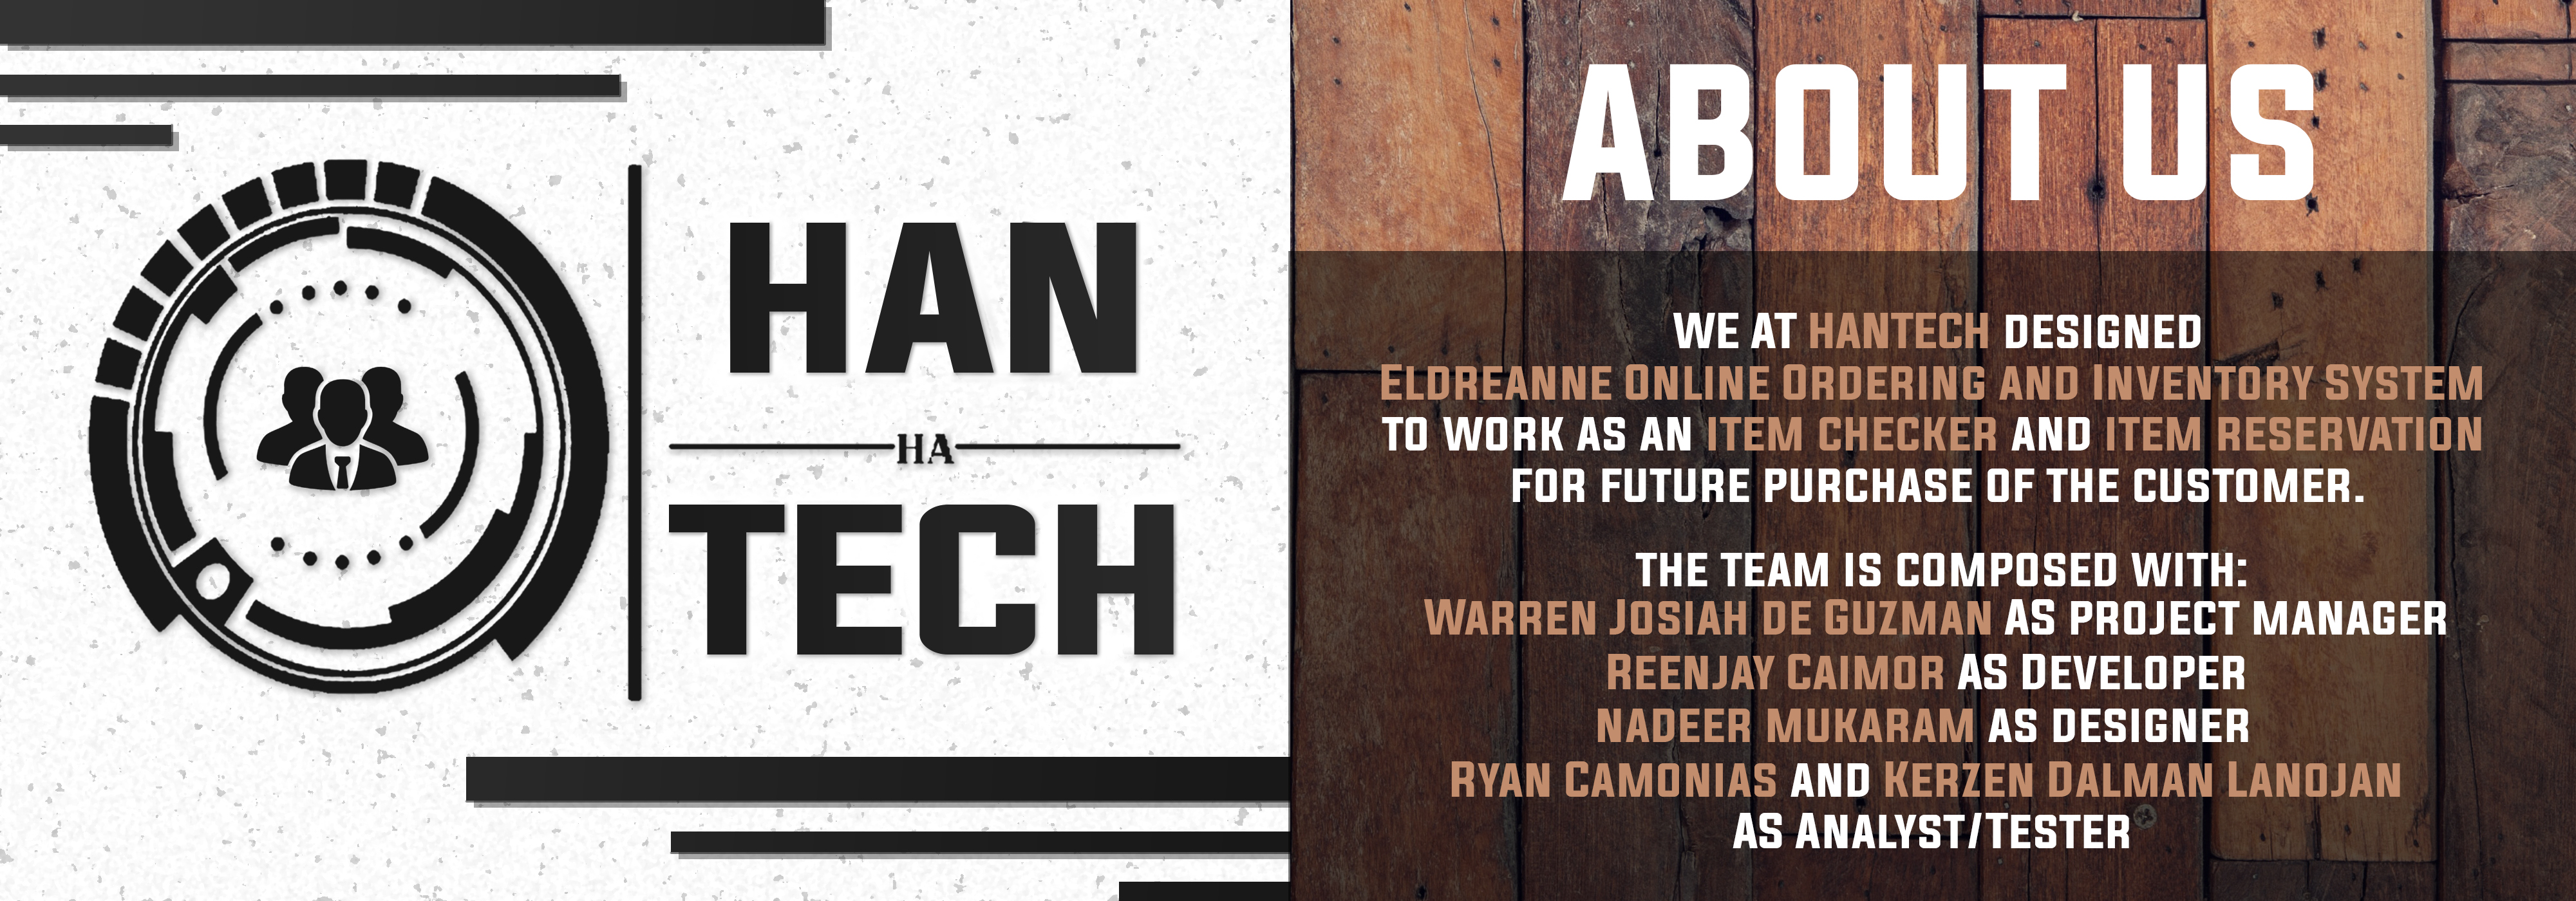 HAN
HA
TECH
ABOUT US
WE AT HANTECH DESIGNED
ELDREANNE ONLINE ORDERING AND INVENTORY SYSTEM
TO WORK AS AN ITEM CHECKER AND ITEM RESERVATION
FOR FUTURE PURCHASE OF THE CUSTOMER.
THE TEAM IS COMPOSED WITH:
WARREN JOSIAH DE GUZMAN AS PROJECT MANAGER
REENJAY CAIMOR AS DEVELOPER
NADEER MUKARAM AS DESIGNER
RYAN CAMONIAS AND KERZEN DALMAN LANOJAN
AS ANALYST/TESTER